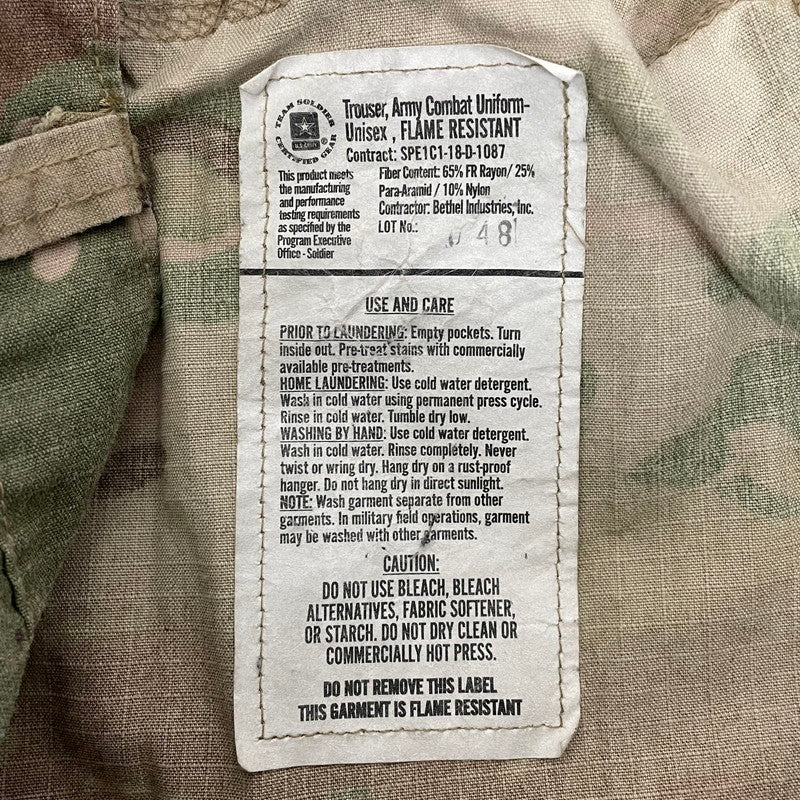 TEAM SOLDIER
U.S. ARMY
CERTIFIED GEAR
®
Trouser, Army Combat Uniform-
Unisex , FLAME RESISTANT
Contract: SPE1C1-18-D-1087
This product meets
the manufacturing
and performance
testing requirements
as specified by the
Program Executive
Office - Soldier
Fiber Content: 65% FR Rayon/ 25%
Para-Aramid / 10% Nylon
Contractor: Bethel Industries, Inc.
LOT No.: 48
USE AND CARE
PRIOR TO LAUNDERING: Empty pockets. Turn
inside out. Pre-treat stains with commercially
available pre-treatments.
HOME LAUNDERING: Use cold water detergent.
Wash in cold water using permanent press cycle.
Rinse in cold water. Tumble dry low.
WASHING BY HAND: Use cold water detergent.
Wash in cold water. Rinse completely. Never
twist or wring dry. Hang dry on a rust-proof
hanger. Do not hang dry in direct sunlight.
NOTE: Wash garment separate from other
garments. In military field operations, garment
may be washed with other garments.
CAUTION:
DO NOT USE BLEACH, BLEACH
ALTERNATIVES, FABRIC SOFTENER,
OR STARCH. DO NOT DRY CLEAN OR
COMMERCIALLY HOT PRESS.
DO NOT REMOVE THIS LABEL
THIS GARMENT IS FLAME RESISTANT